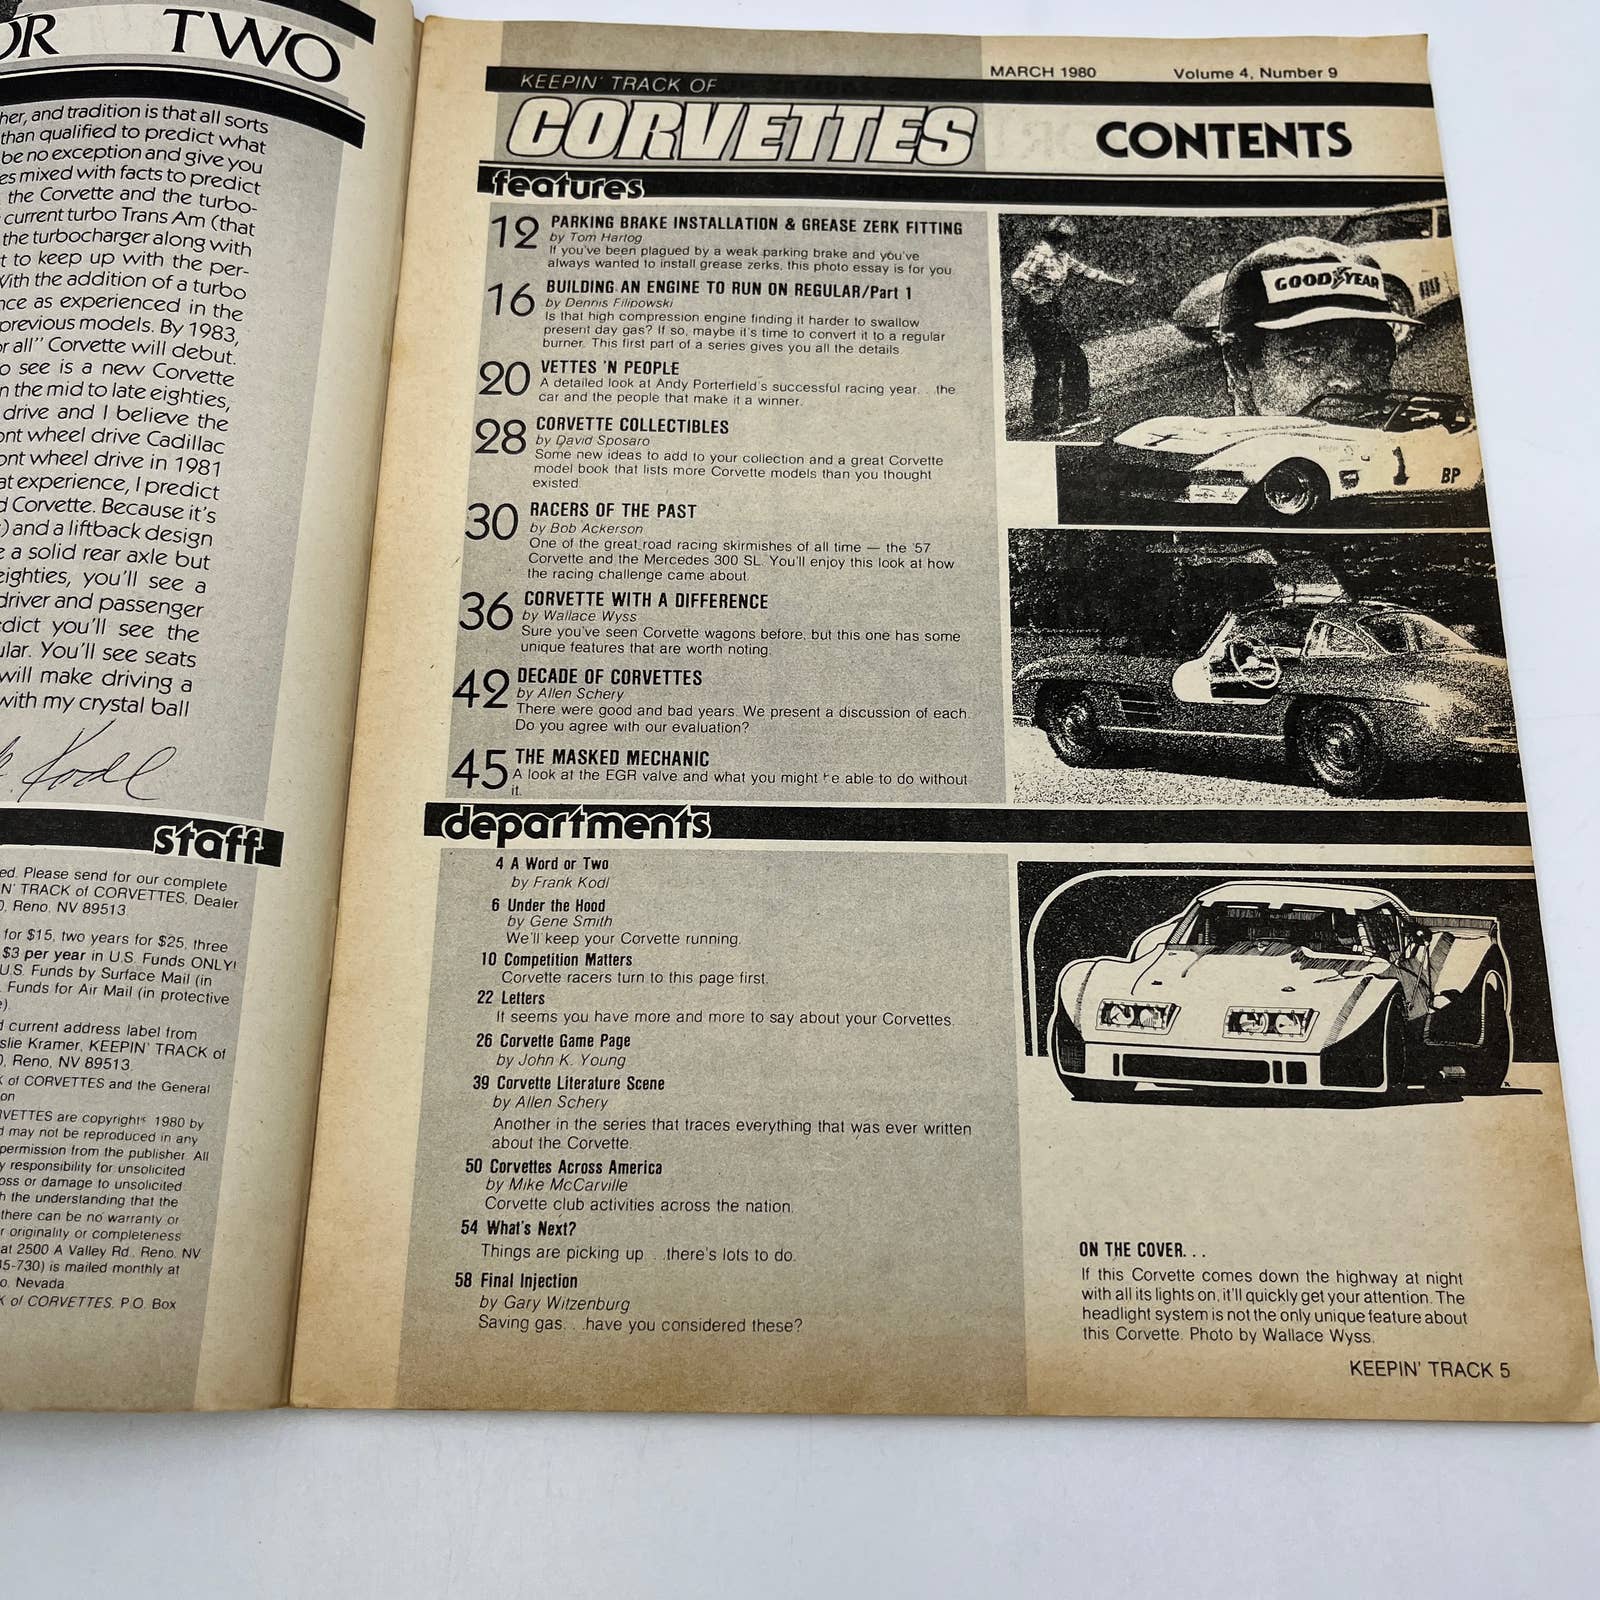 OR TWO
her, and tradition is that all sorts
than qualified to predict what
be no exception and give you
es mixed with facts to predict
the Corvette and the turbo-
current turbo Trans Am (that
the turbocharger along with
t to keep up with the per-
With the addition of a turbo
nce as experienced in the
previous models. By 1983,
or all" Corvette will debut.
o see is a new Corvette
n the mid to late eighties,
drive and I believe the
ont wheel drive Cadillac
ont wheel drive in 1981
at experience, I predict
d Corvette. Because it's
) and a liftback design
e a solid rear axle but
eighties, you'll see a
driver and passenger
dict you'll see the
ular. You'll see seats
will make driving a
with my crystal ball
Kodl
staff
ed. Please send for our complete
N' TRACK of CORVETTES, Dealer
0, Reno, NV 89513
for $15, two years for $25, three
$3 per year in U.S. Funds ONLY!
U.S. Funds by Surface Mail (in
Funds for Air Mail (in protective
e)
d current address label from
slie Kramer, KEEPIN' TRACK of
0, Reno, NV 89513
K of CORVETTES and the General
on
RVETTES are copyrights 1980 by
d may not be reproduced in any
permission from the publisher. All
y responsibility for unsolicited
oss or damage to unsolicited
h the understanding that the
there can be no warranty or
r originality or completeness
at 2500 A Valley Rd., Reno, NV
5-730) is mailed monthly at
o, Nevada
K of CORVETTES, P.O. Box
MARCH 1980 Volume 4, Number 9
KEEPIN' TRACK OF
CORVETTES CONTENTS
features
12 PARKING BRAKE INSTALLATION & GREASE ZERK FITTING
by Tom Hartog
If you've been plagued by a weak parking brake and you've
always wanted to install grease zerks, this photo essay is for you.
16 BUILDING AN ENGINE TO RUN ON REGULAR/Part 1
by Dennis Filipowski
Is that high compression engine finding it harder to swallow
present day gas? If so, maybe it's time to convert it to a regular
burner. This first part of a series gives you all the details.
20 VETTES 'N PEOPLE
A detailed look at Andy Porterfield's successful racing year. . .the
car and the people that make it a winner.
28 CORVETTE COLLECTIBLES
by David Sposaro
Some new ideas to add to your collection and a great Corvette
model book that lists more Corvette models than you thought
existed.
30 RACERS OF THE PAST
by Bob Ackerson
One of the great road racing skirmishes of all time — the '57
Corvette and the Mercedes 300 SL. You'll enjoy this look at how
the racing challenge came about.
36 CORVETTE WITH A DIFFERENCE
by Wallace Wyss
Sure you've seen Corvette wagons before, but this one has some
unique features that are worth noting.
42 DECADE OF CORVETTES
by Allen Schery
There were good and bad years. We present a discussion of each.
Do you agree with our evaluation?
45 THE MASKED MECHANIC
A look at the EGR valve and what you might be able to do without
it.
GOODYEAR
1 BP
departments
4 A Word or Two
by Frank Kodl
6 Under the Hood
by Gene Smith
We'll keep your Corvette running.
10 Competition Matters
Corvette racers turn to this page first.
22 Letters
It seems you have more and more to say about your Corvettes.
26 Corvette Game Page
by John K. Young
39 Corvette Literature Scene
by Allen Schery
Another in the series that traces everything that was ever written
about the Corvette.
50 Corvettes Across America
by Mike McCarville
Corvette club activities across the nation.
54 What's Next?
Things are picking up. . .there's lots to do.
58 Final Injection
by Gary Witzenburg
Saving gas. . .have you considered these?
ON THE COVER. . .
If this Corvette comes down the highway at night
with all its lights on, it'll quickly get your attention. The
headlight system is not the only unique feature about
this Corvette. Photo by Wallace Wyss.
KEEPIN' TRACK 5